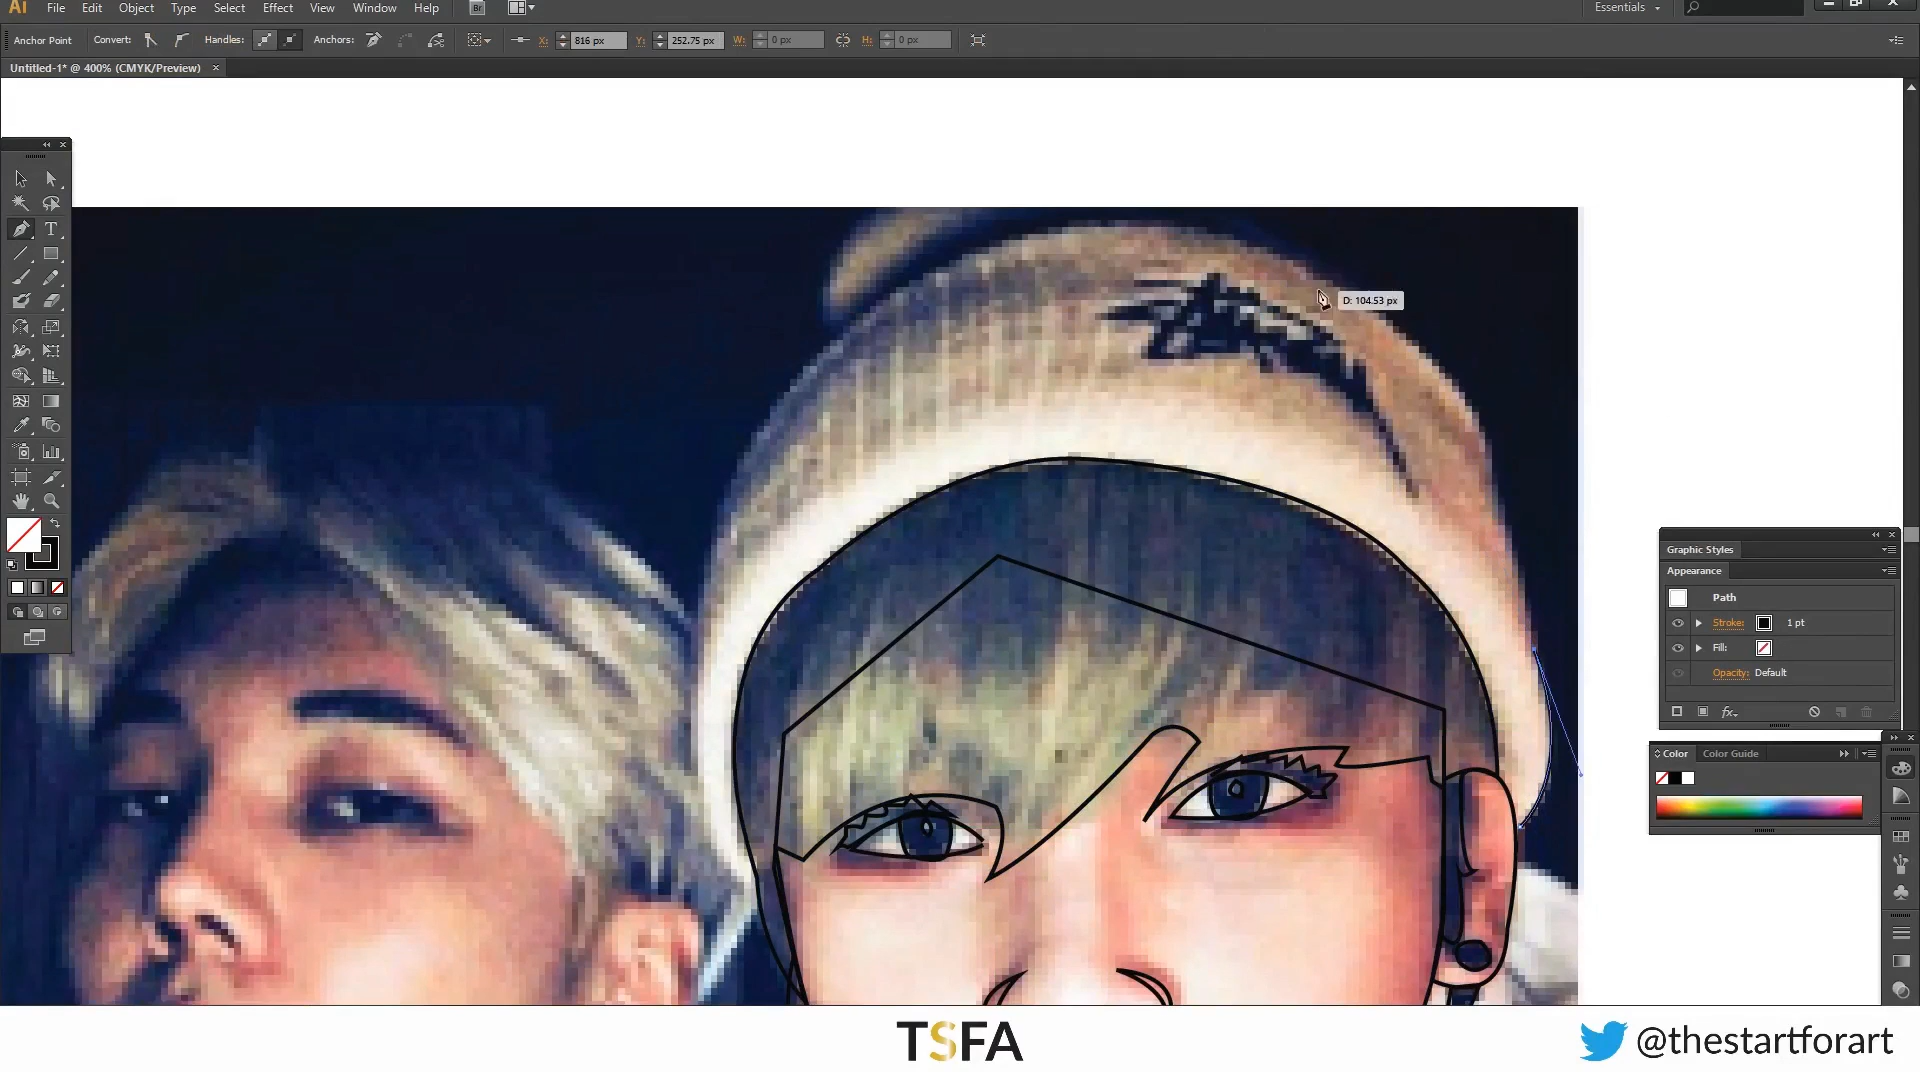 Ai File Edit Object Type Select Effect View Window Help Br Essentials
Anchor Point Convert: Handles: Anchors: X: 816 px Y: 252.75 px W: 0 px H: 0 px
Untitled-1* @ 400% (CMYK/Preview)
T
D: 104.53 px
Graphic Styles
Appearance
Path
Stroke: 1 pt
Fill:
Opacity: Default
fx
Color Color Guide
TSFA
@thestartforart